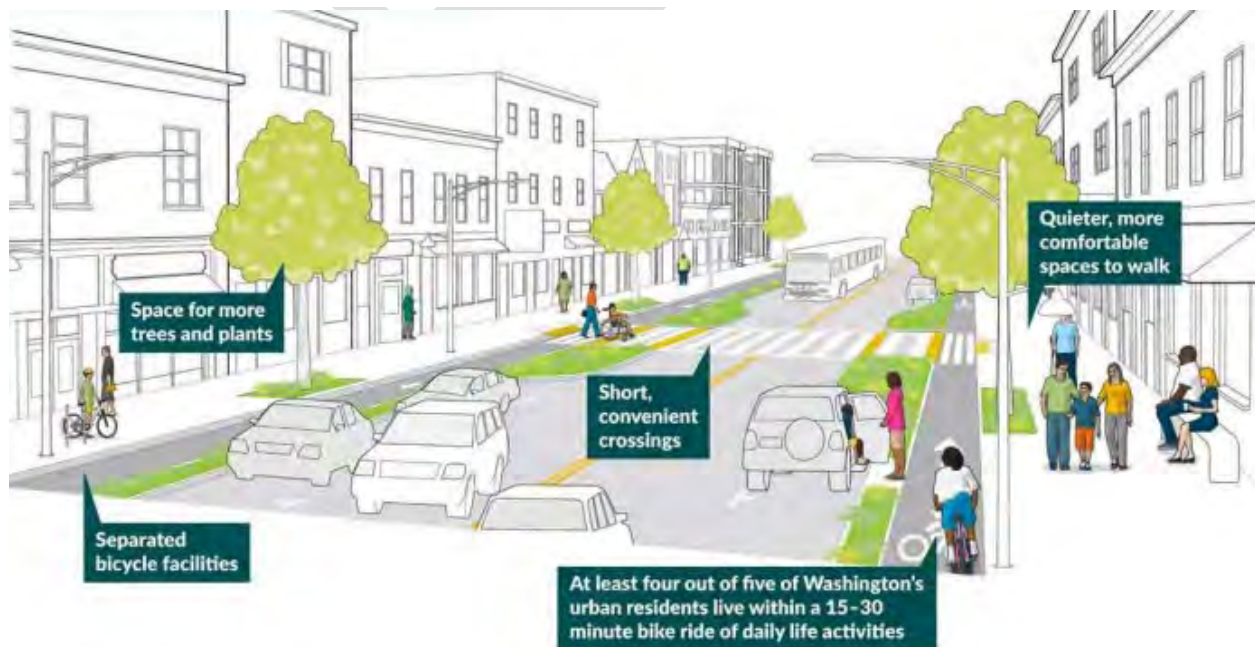 Space for more
trees and plants
Quieter, more
comfortable
spaces to walk
Short,
convenient
crossings
Separated
bicycle facilities
At least four out of five of Washington's
urban residents live within a 15–30
minute bike ride of daily life activities